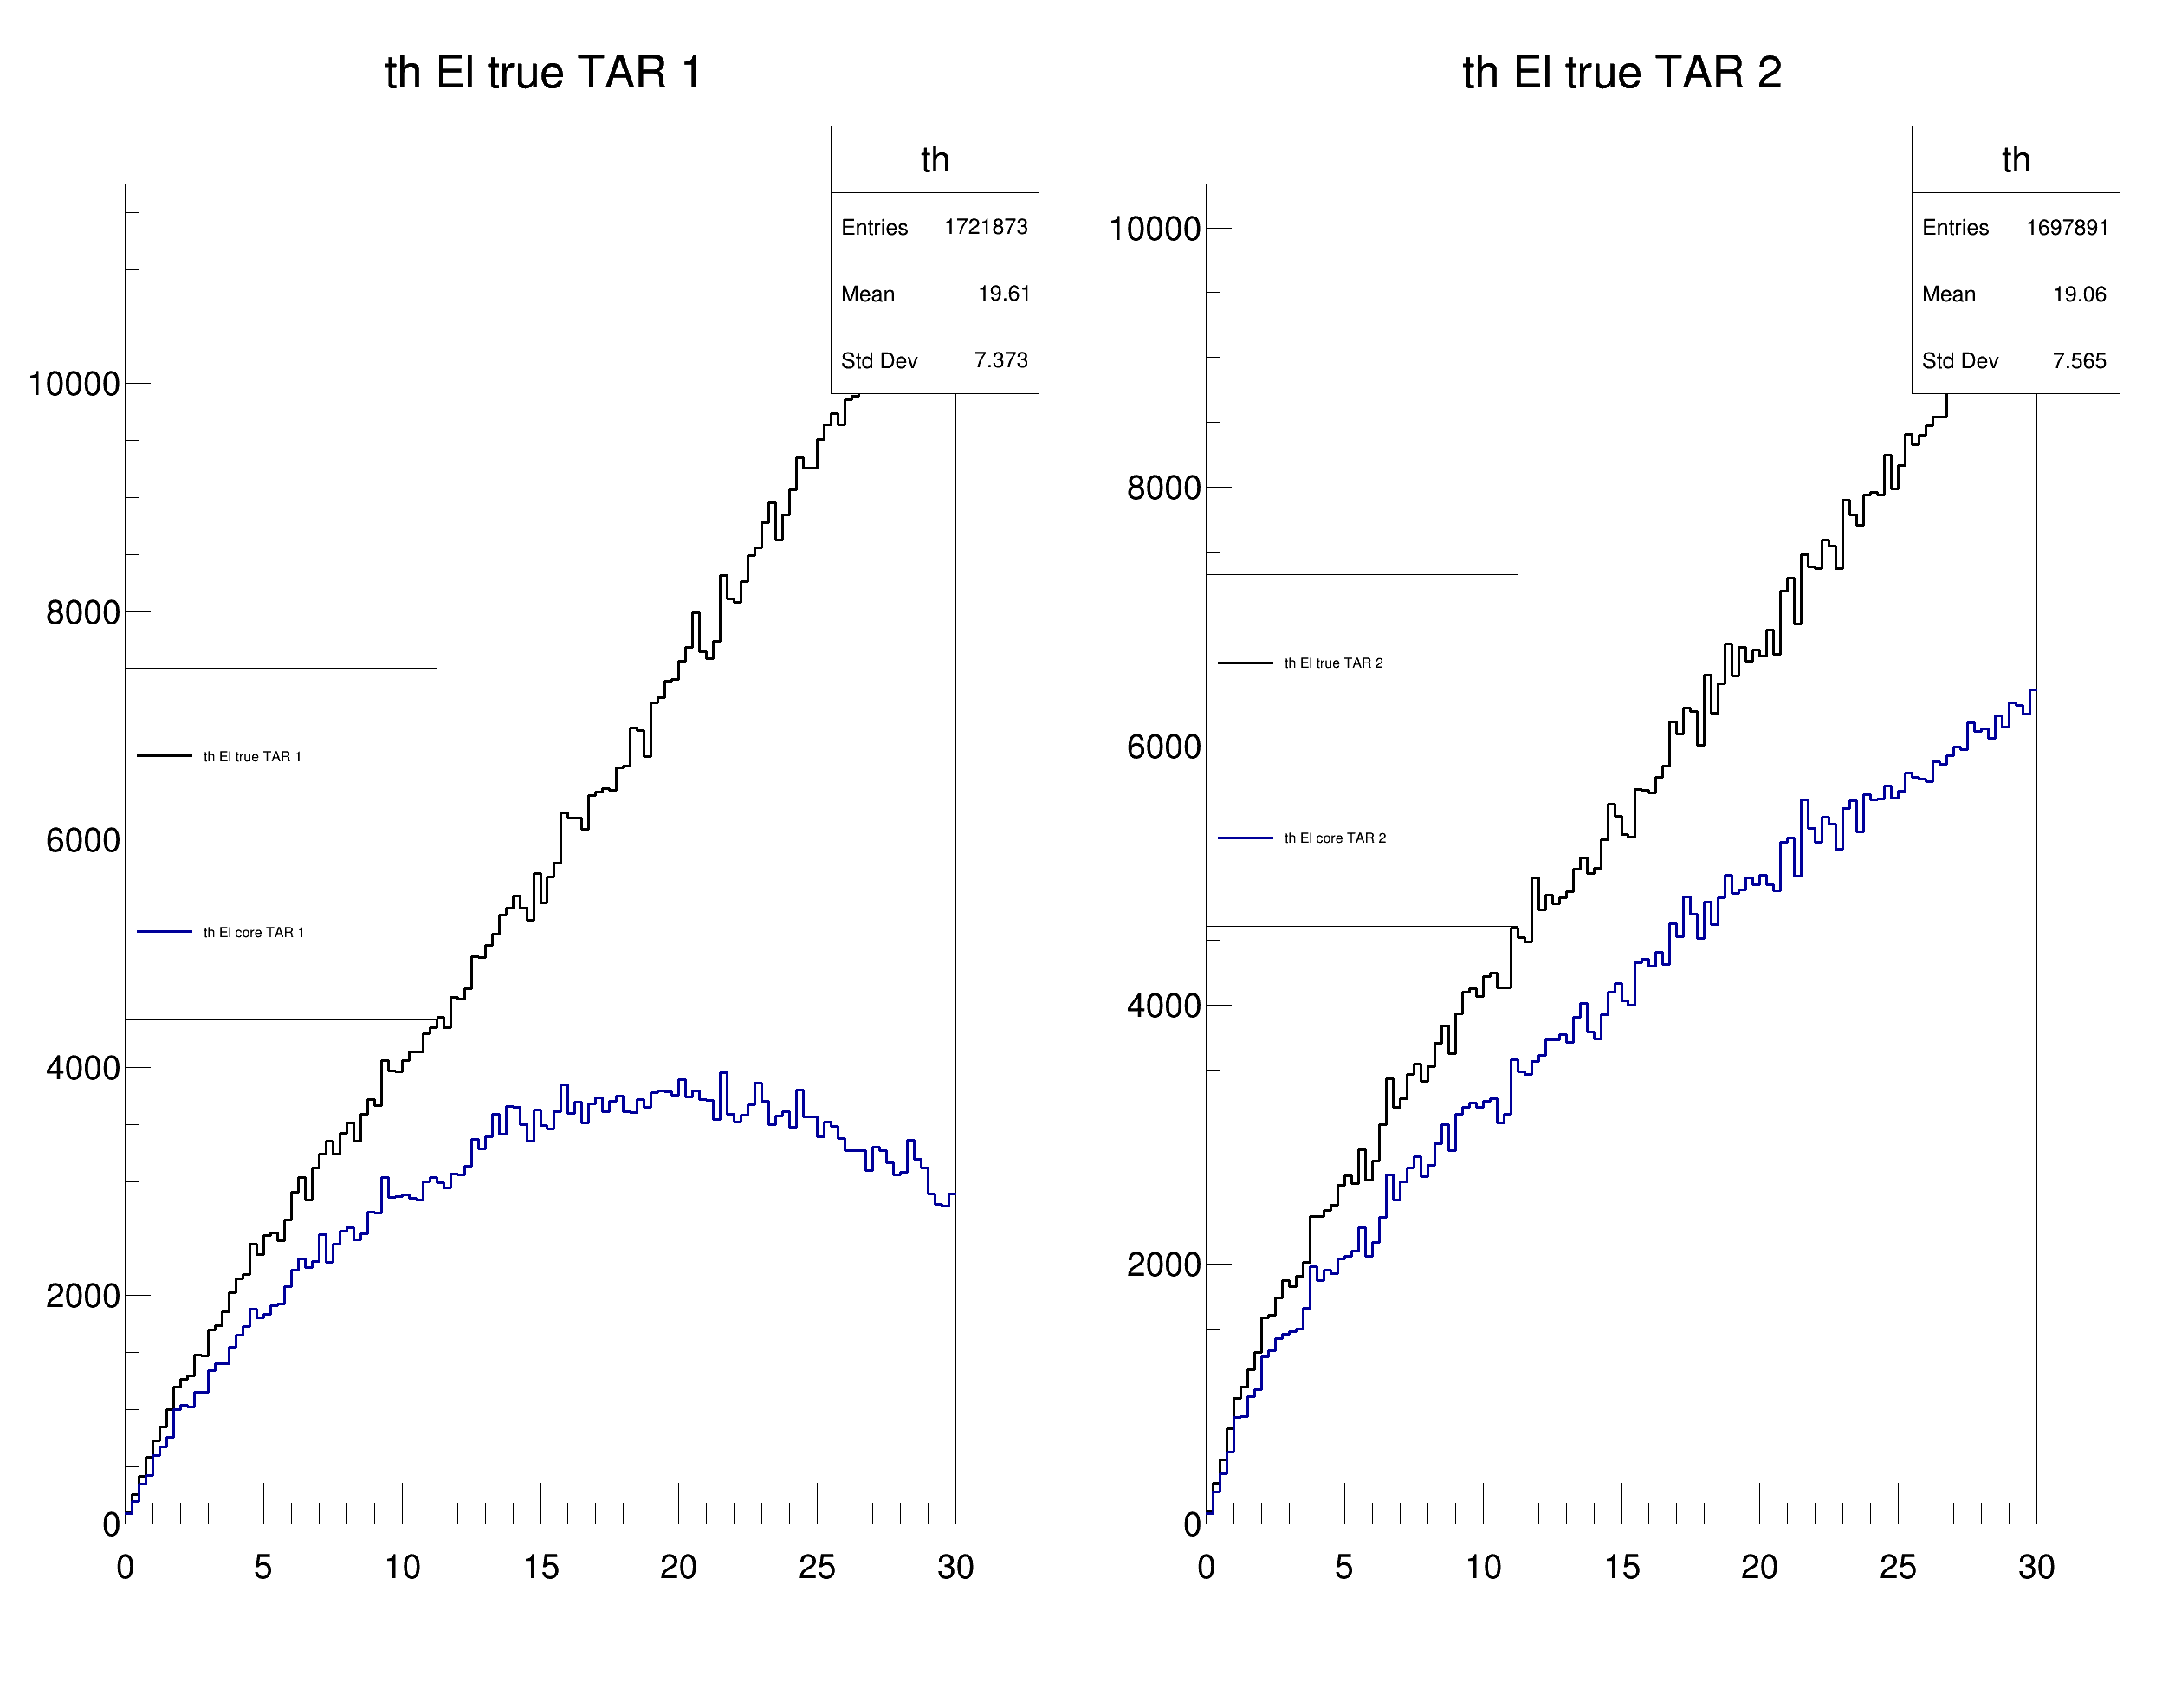 th El true TAR 1
th
Entries 1721873
Mean 19.61
Std Dev 7.373
10000
8000
6000
4000
2000
0
th El true TAR 1
th El core TAR 1
0 5 10 15 20 25 30
th El true TAR 2
th
Entries 1697891
Mean 19.06
Std Dev 7.565
10000
8000
6000
4000
2000
0
th El true TAR 2
th El core TAR 2
0 5 10 15 20 25 30